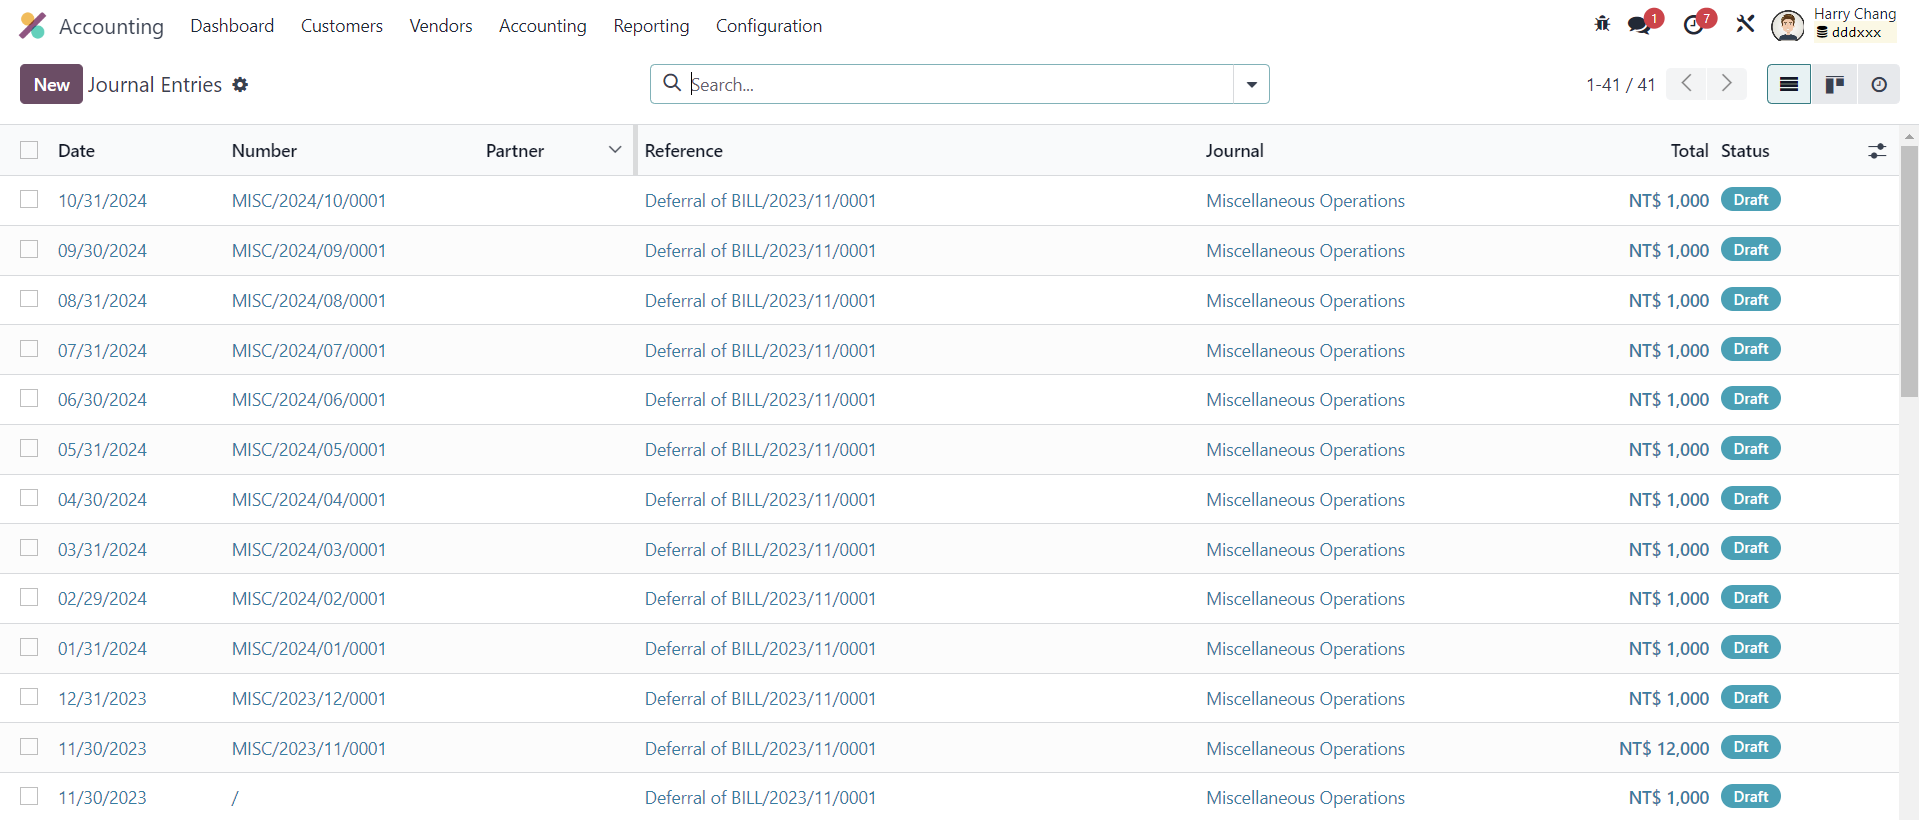 Accounting Dashboard Customers Vendors Accounting Reporting Configuration 1 7 Harry Chang
dddxxx
New Journal Entries Search... 1-41 / 41
Date Number Partner Reference Journal Total Status
10/31/2024 MISC/2024/10/0001 Deferral of BILL/2023/11/0001 Miscellaneous Operations NT$ 1,000 Draft
09/30/2024 MISC/2024/09/0001 Deferral of BILL/2023/11/0001 Miscellaneous Operations NT$ 1,000 Draft
08/31/2024 MISC/2024/08/0001 Deferral of BILL/2023/11/0001 Miscellaneous Operations NT$ 1,000 Draft
07/31/2024 MISC/2024/07/0001 Deferral of BILL/2023/11/0001 Miscellaneous Operations NT$ 1,000 Draft
06/30/2024 MISC/2024/06/0001 Deferral of BILL/2023/11/0001 Miscellaneous Operations NT$ 1,000 Draft
05/31/2024 MISC/2024/05/0001 Deferral of BILL/2023/11/0001 Miscellaneous Operations NT$ 1,000 Draft
04/30/2024 MISC/2024/04/0001 Deferral of BILL/2023/11/0001 Miscellaneous Operations NT$ 1,000 Draft
03/31/2024 MISC/2024/03/0001 Deferral of BILL/2023/11/0001 Miscellaneous Operations NT$ 1,000 Draft
02/29/2024 MISC/2024/02/0001 Deferral of BILL/2023/11/0001 Miscellaneous Operations NT$ 1,000 Draft
01/31/2024 MISC/2024/01/0001 Deferral of BILL/2023/11/0001 Miscellaneous Operations NT$ 1,000 Draft
12/31/2023 MISC/2023/12/0001 Deferral of BILL/2023/11/0001 Miscellaneous Operations NT$ 1,000 Draft
11/30/2023 MISC/2023/11/0001 Deferral of BILL/2023/11/0001 Miscellaneous Operations NT$ 12,000 Draft
11/30/2023 / Deferral of BILL/2023/11/0001 Miscellaneous Operations NT$ 1,000 Draft